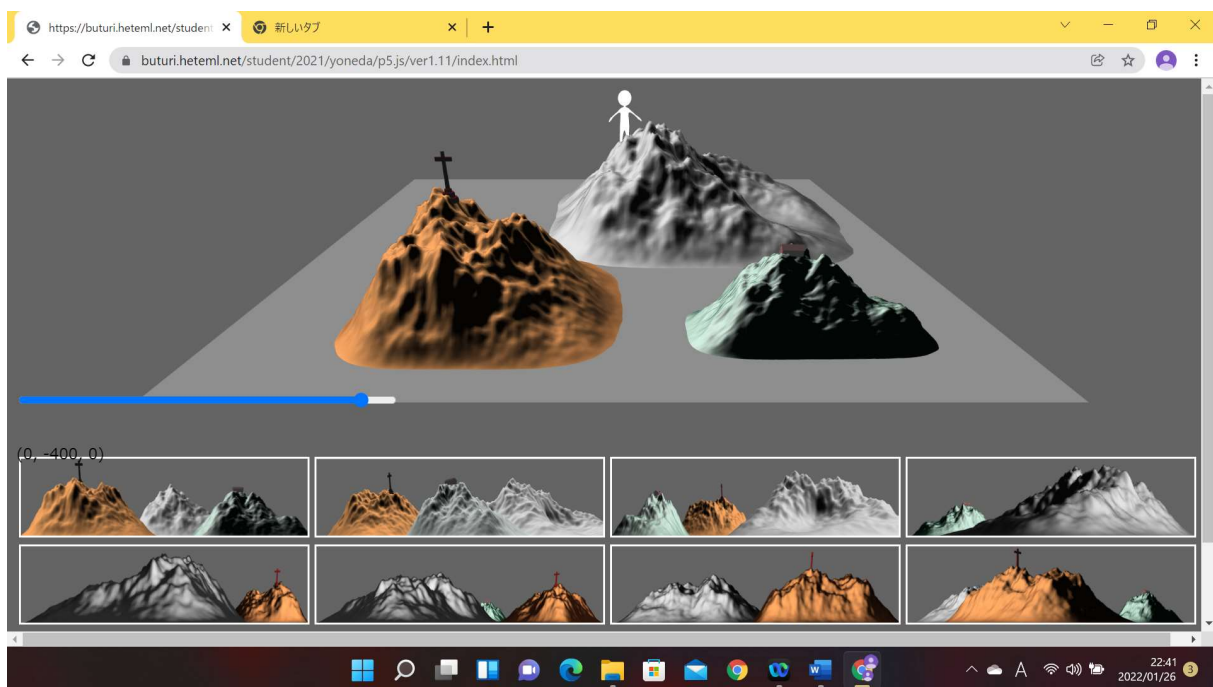 https://buturi.heteml.net/student
新しいタブ
buturi.heteml.net/student/2021/yoneda/p5.js/ver1.11/index.html
(0, -400, 0)
A
22:41
2022/01/26
3